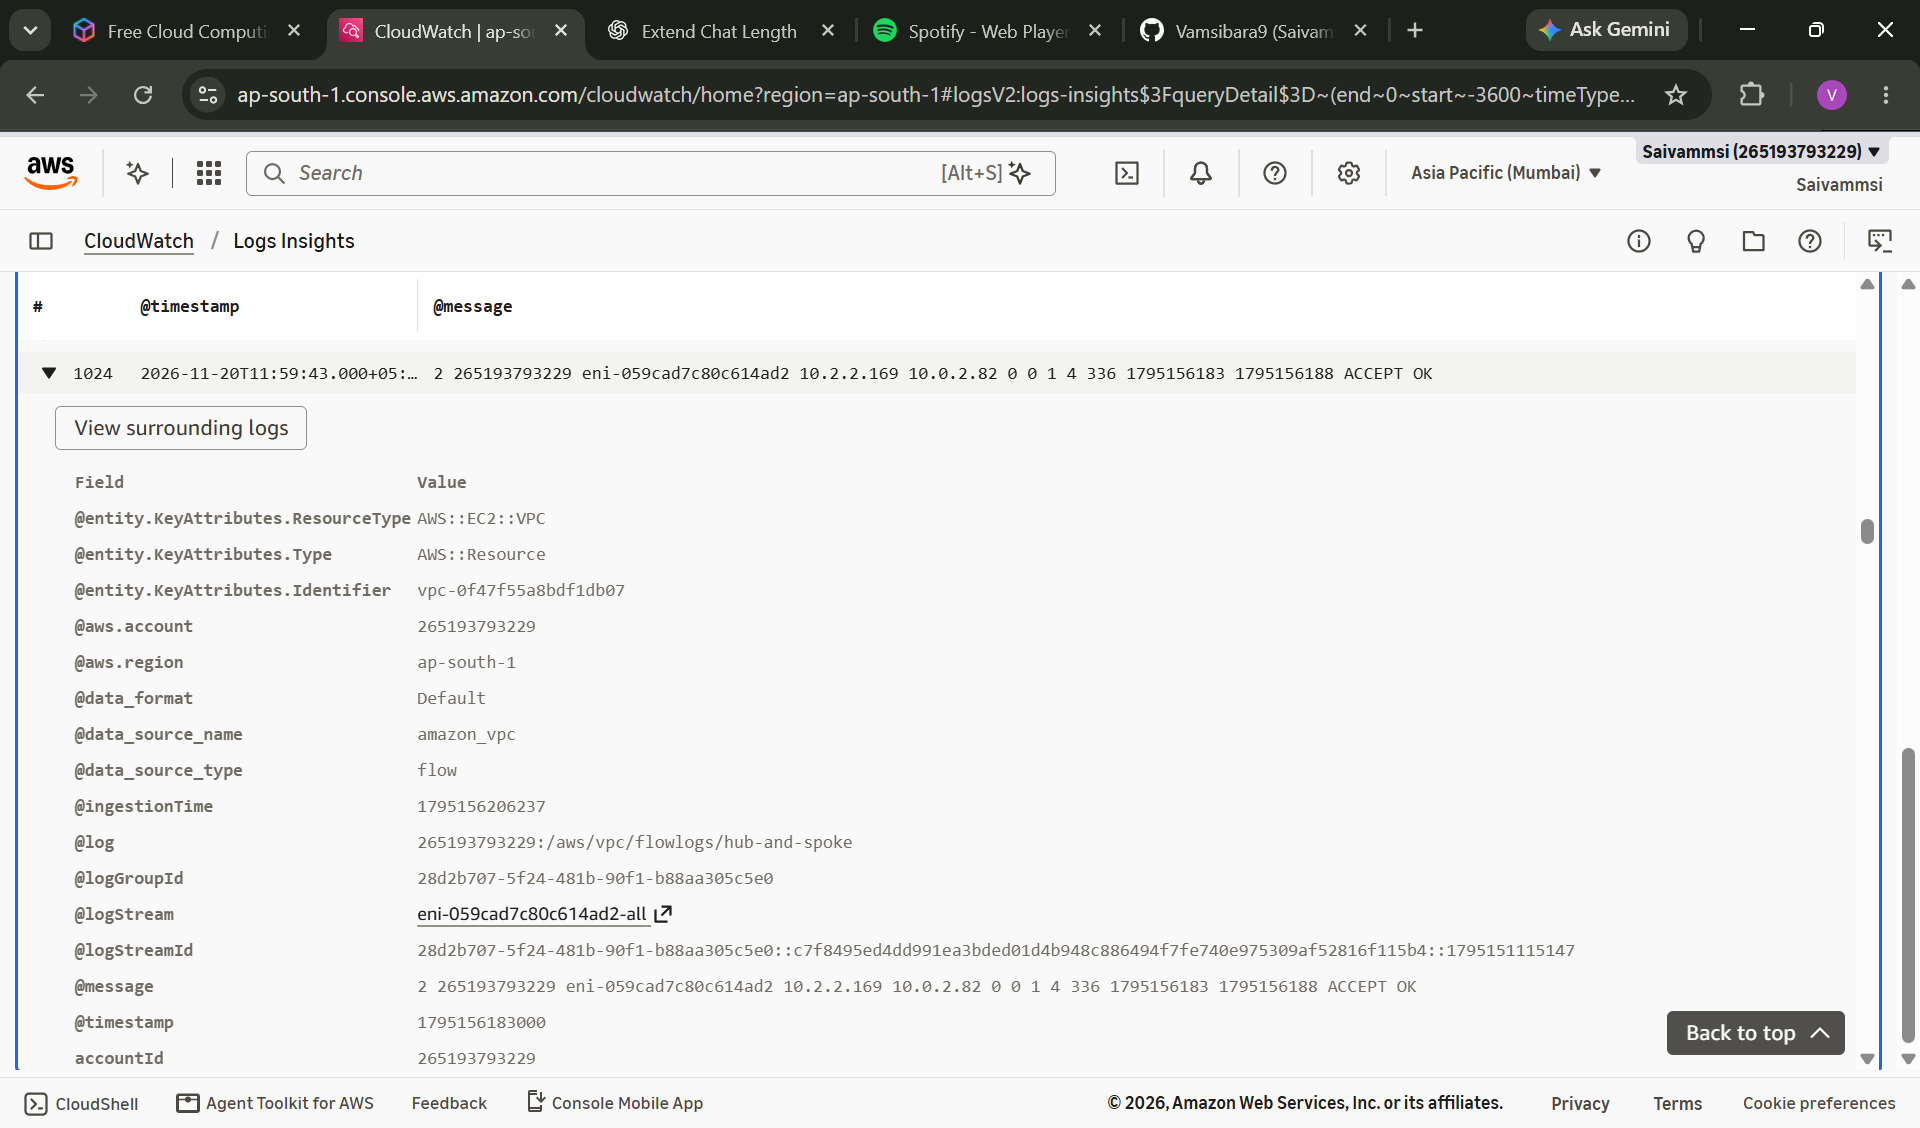 Free Cloud Computi
CloudWatch | ap-so
Extend Chat Length
Spotify - Web Player
Vamsibara9 (Saivam
Ask Gemini
ap-south-1.console.aws.amazon.com/cloudwatch/home?region=ap-south-1#logsV2:logs-insights$3FqueryDetail$3D~(end~0~start~-3600~timeType...
V
aws
Search
[Alt+S]
Asia Pacific (Mumbai)
Saivammsi (265193793229)
Saivammsi
CloudWatch / Logs Insights
# @timestamp @message
1024 2026-11-20T11:59:43.000+05:... 2 265193793229 eni-059cad7c80c614ad2 10.2.2.169 10.0.2.82 0 0 1 4 336 1795156183 1795156188 ACCEPT OK
View surrounding logs
Field Value
@entity.KeyAttributes.ResourceType AWS::EC2::VPC
@entity.KeyAttributes.Type AWS::Resource
@entity.KeyAttributes.Identifier vpc-0f47f55a8bdf1db07
@aws.account 265193793229
@aws.region ap-south-1
@data_format Default
@data_source_name amazon_vpc
@data_source_type flow
@ingestionTime 1795156206237
@log 265193793229:/aws/vpc/flowlogs/hub-and-spoke
@logGroupId 28d2b707-5f24-481b-90f1-b88aa305c5e0
@logStream eni-059cad7c80c614ad2-all
@logStreamId 28d2b707-5f24-481b-90f1-b88aa305c5e0::c7f8495ed4dd991ea3bded01d4b948c886494f7fe740e975309af52816f115b4::1795151115147
@message 2 265193793229 eni-059cad7c80c614ad2 10.2.2.169 10.0.2.82 0 0 1 4 336 1795156183 1795156188 ACCEPT OK
@timestamp 1795156183000
accountId 265193793229
Back to top
CloudShell
Agent Toolkit for AWS
Feedback
Console Mobile App
© 2026, Amazon Web Services, Inc. or its affiliates.
Privacy
Terms
Cookie preferences